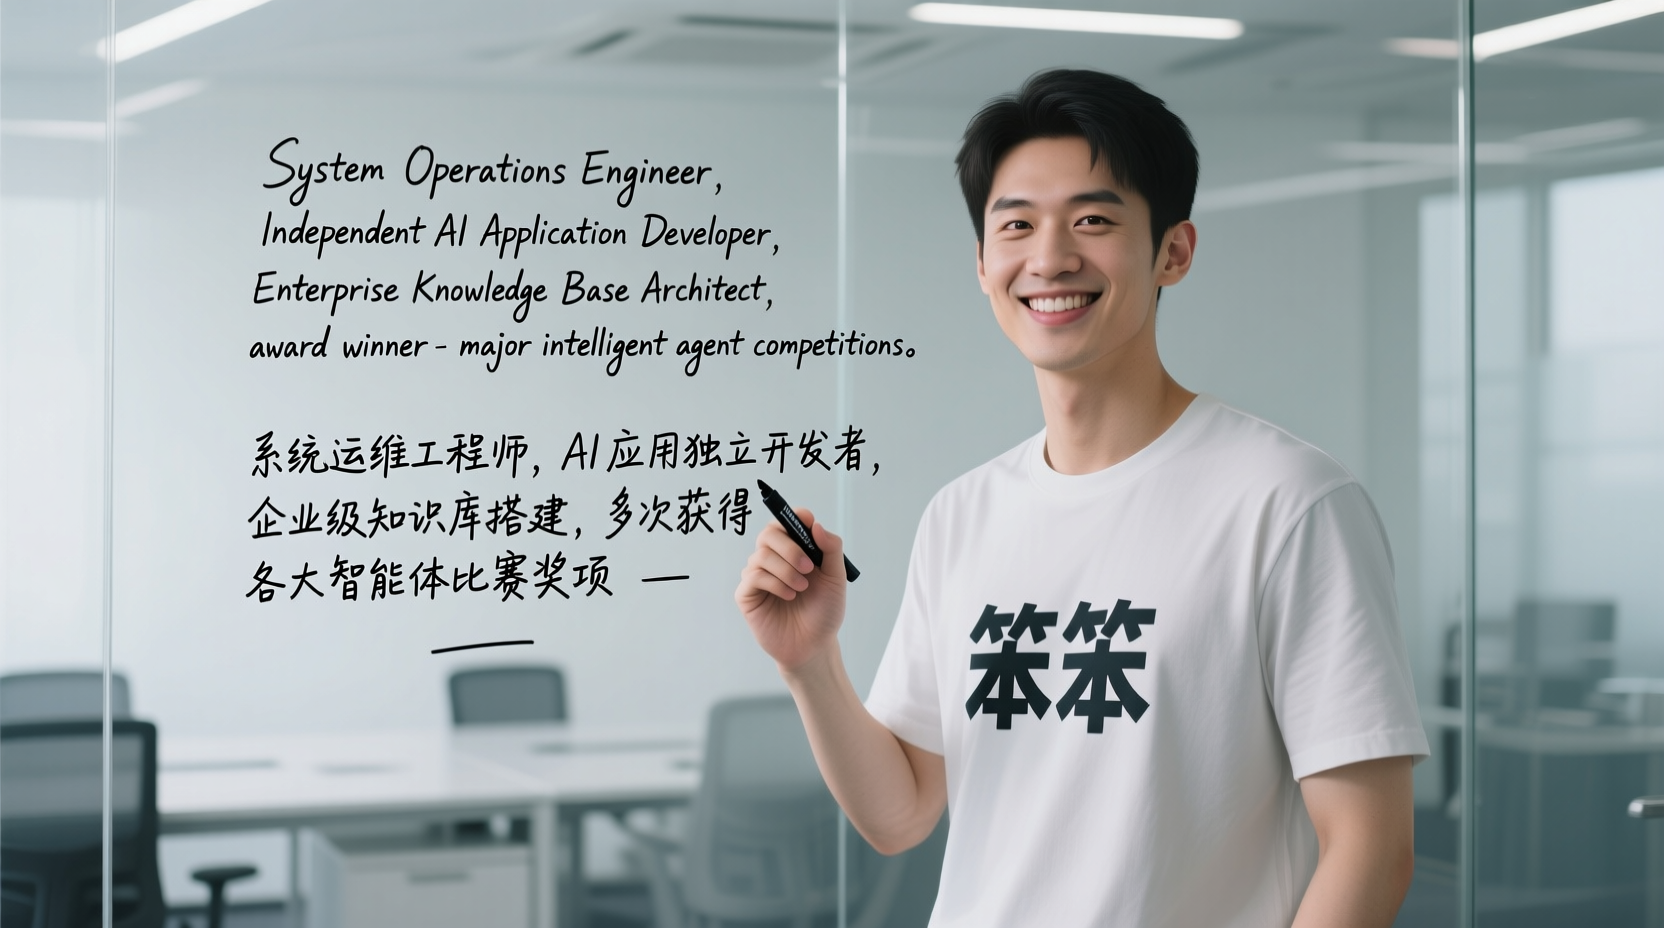 System Operations Engineer,
Independent AI Application Developer,
Enterprise Knowledge Base Architect,
award winner - major intelligent agent competitions。
系统运维工程师，AI应用独立开发者，
企业级知识库搭建，多次获得
各大智能体比赛奖项 —
笨笨